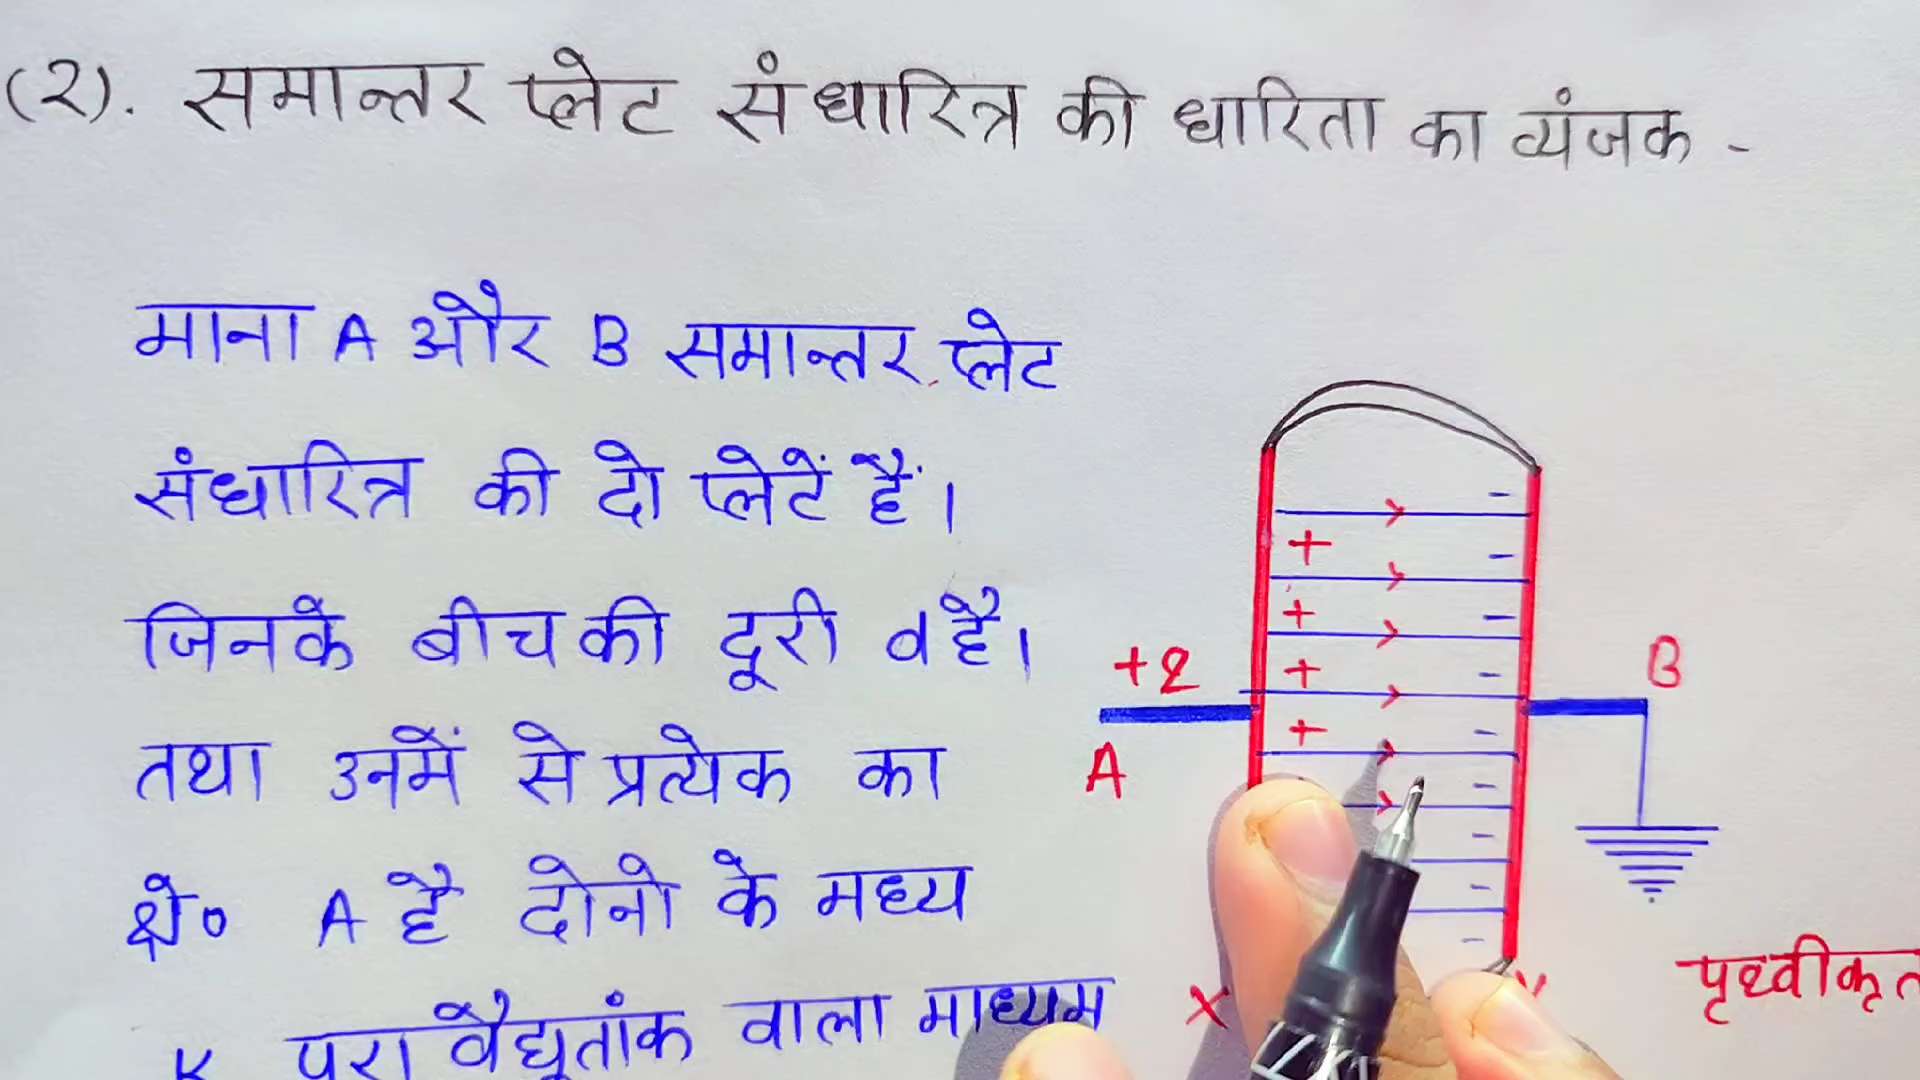 (2). समान्तर प्लेट संधारित्र की धारिता का व्यंजक -
माना A और B समान्तर प्लेट
संधारित्र की दो प्लेटें हैं।
जिनके बीच की दूरी d है।
तथा उनमें से प्रत्येक का
क्षे० A है दोनो के मध्य
K परावैद्युतांक वाला माध्यम
+q
A
B
X
Y
पृथ्वीकृत